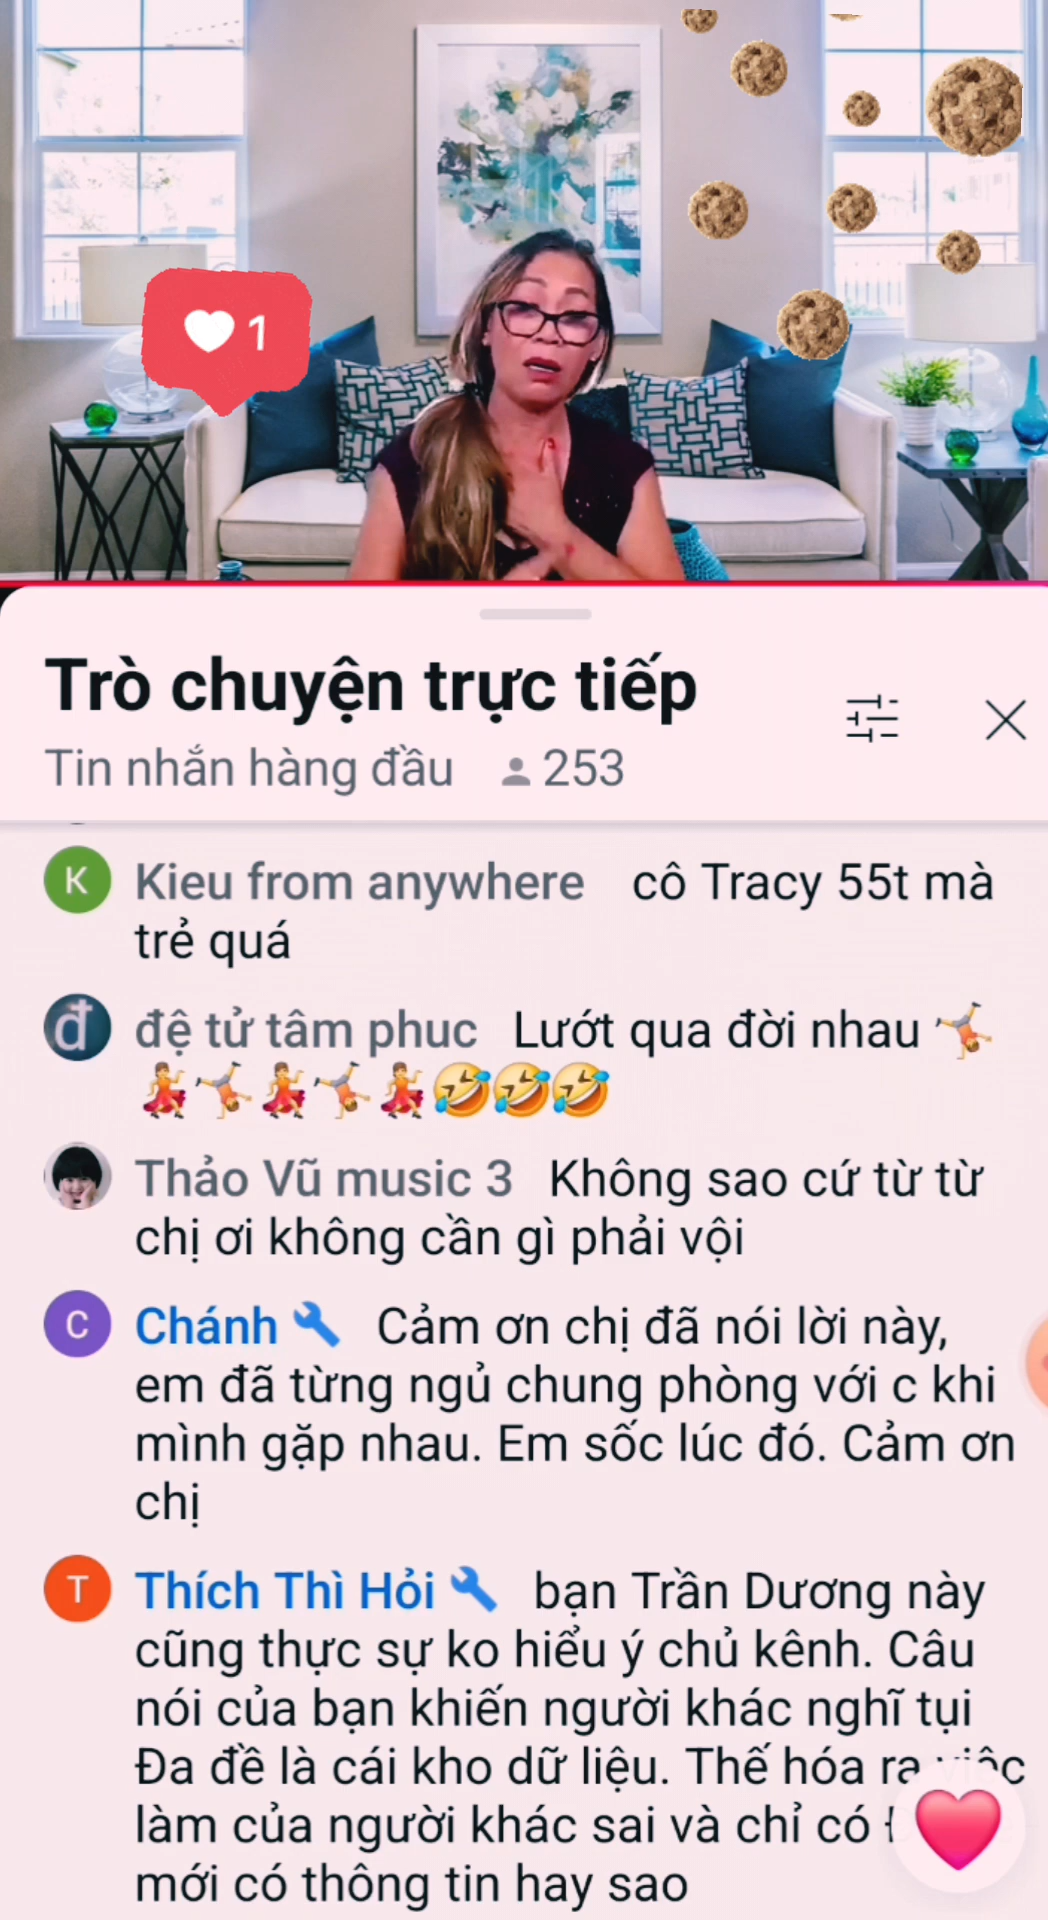 1
Trò chuyện trực tiếp
Tin nhắn hàng đầu 253
K Kieu from anywhere cô Tracy 55t mà
trẻ quá
đ đệ tử tâm phuc Lướt qua đời nhau
Thảo Vũ music 3 Không sao cứ từ từ
chị ơi không cần gì phải vội
C Chánh Cảm ơn chị đã nói lời này,
em đã từng ngủ chung phòng với c khi
mình gặp nhau. Em sốc lúc đó. Cảm ơn
chị
T Thích Thì Hỏi bạn Trần Dương này
cũng thực sự ko hiểu ý chủ kênh. Câu
nói của bạn khiến người khác nghĩ tụi
Đa đề là cái kho dữ liệu. Thế hóa ra việc
làm của người khác sai và chỉ có
mới có thông tin hay sao